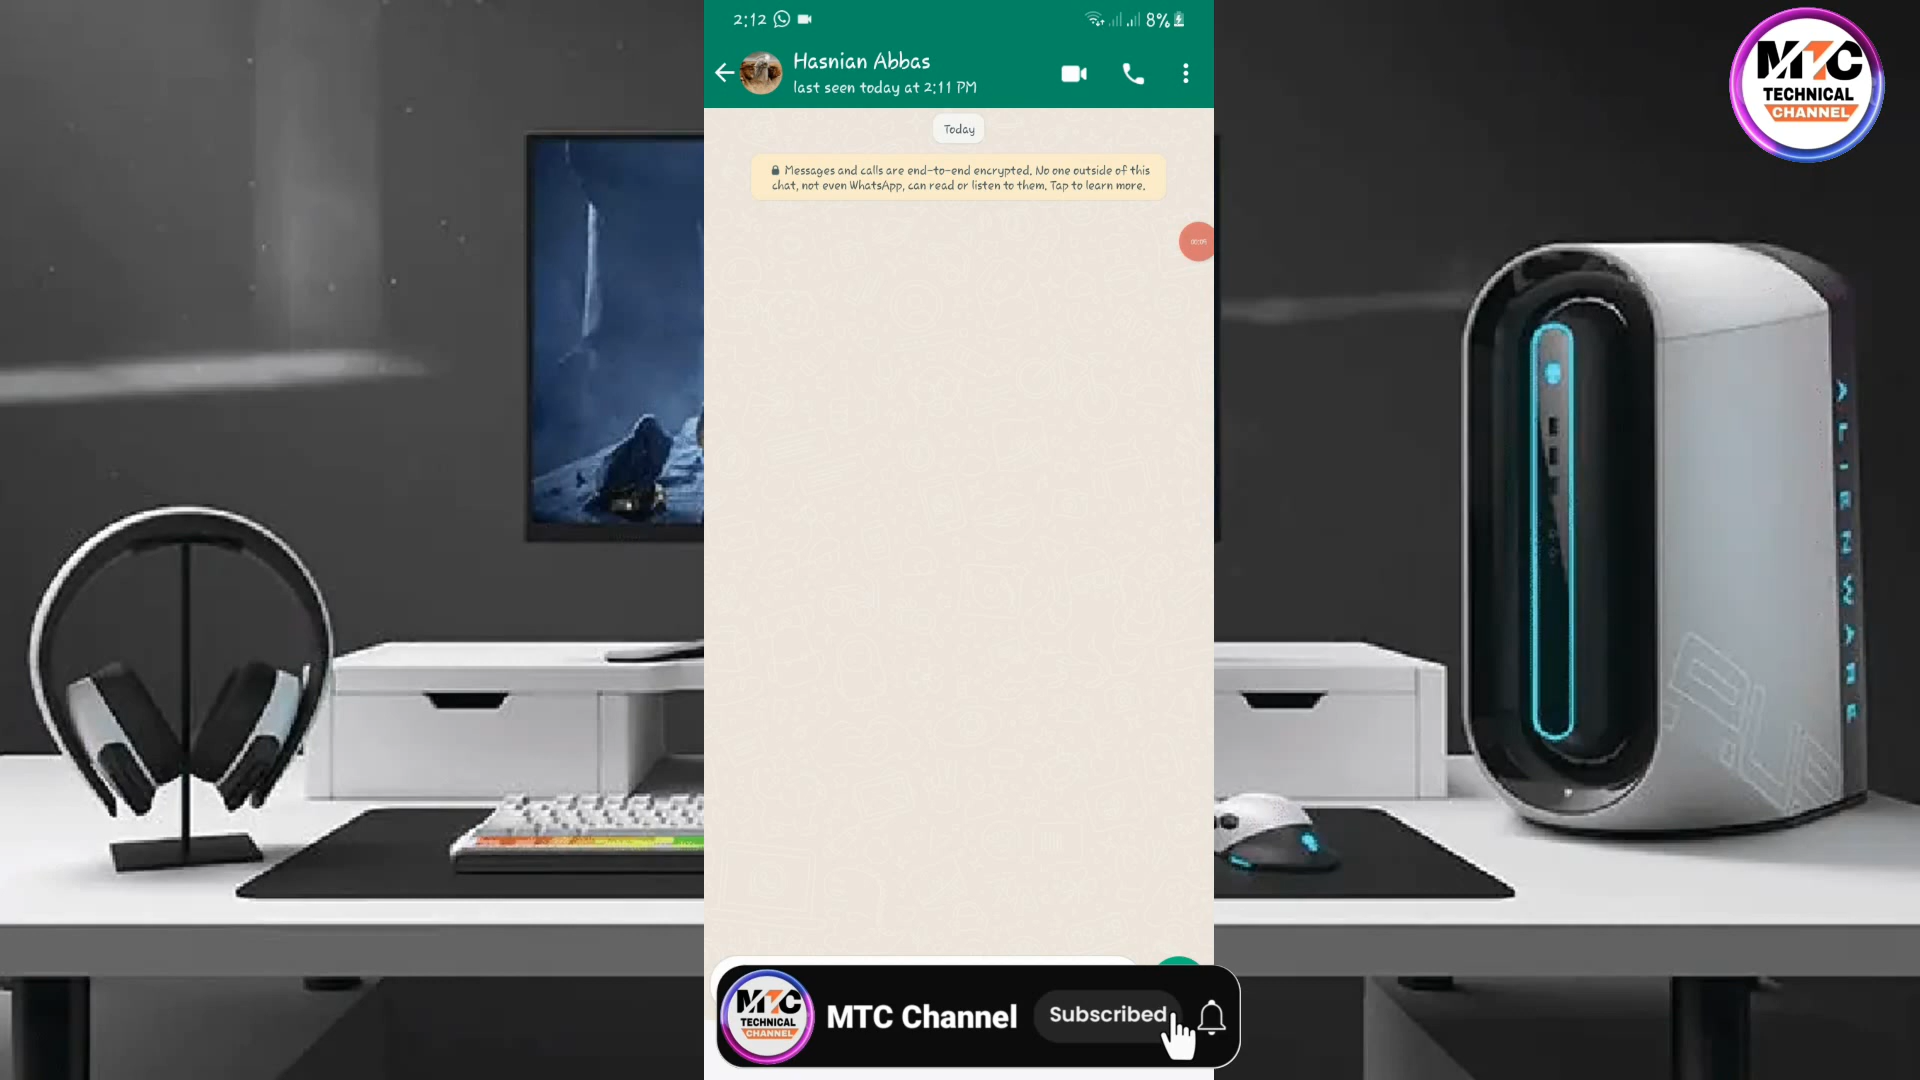 2:12
8%
Hasnian Abbas
last seen today at 2:11 PM
Today
Messages and calls are end-to-end encrypted. No one outside of this
chat, not even WhatsApp, can read or listen to them. Tap to learn more.
MTC
TECHNICAL
CHANNEL
ALIENWARE
MTC
TECHNICAL
CHANNEL
MTC Channel
Subscribed